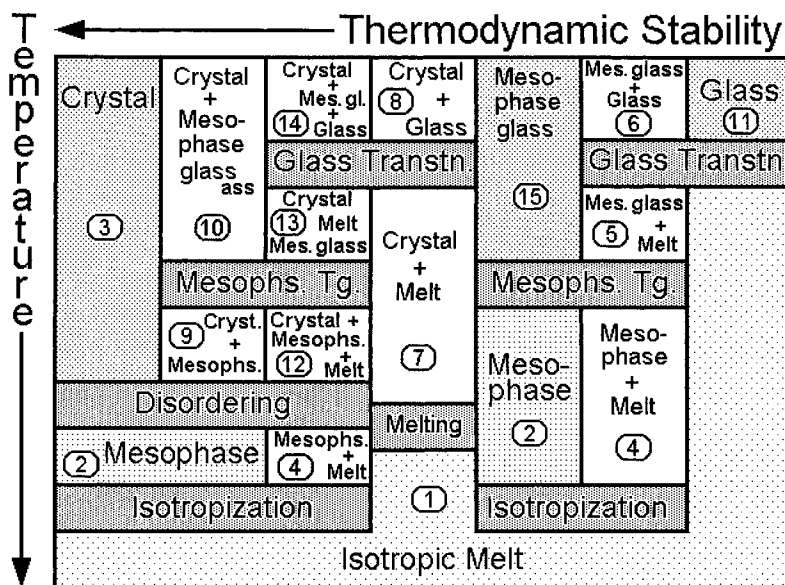 Temperature
Thermodynamic Stability
Crystal
3
Crystal
+
Meso-
phase
glass
ass
10
Crystal
+
Mes.gl.
+
14 Glass
Crystal
8 +
Glass
Meso-
phase
glass
15
Mes.glass
+
Glass
6
Glass
11
Glass Transtn.
Glass Transtn.
Crystal
13 Melt
Mes.glass
Crystal
+
Melt
7
Mes.glass
5 + Melt
Mesophs. Tg.
Mesophs. Tg.
9 Cryst.
+
Mesophs.
Crystal +
Mesophs.
+
12 Melt
Meso-
phase
2
Meso-
phase
+
Melt
4
Disordering
Melting
2 Mesophase
Mesophs.
4 + Melt
1
Isotropization
Isotropization
Isotropic Melt